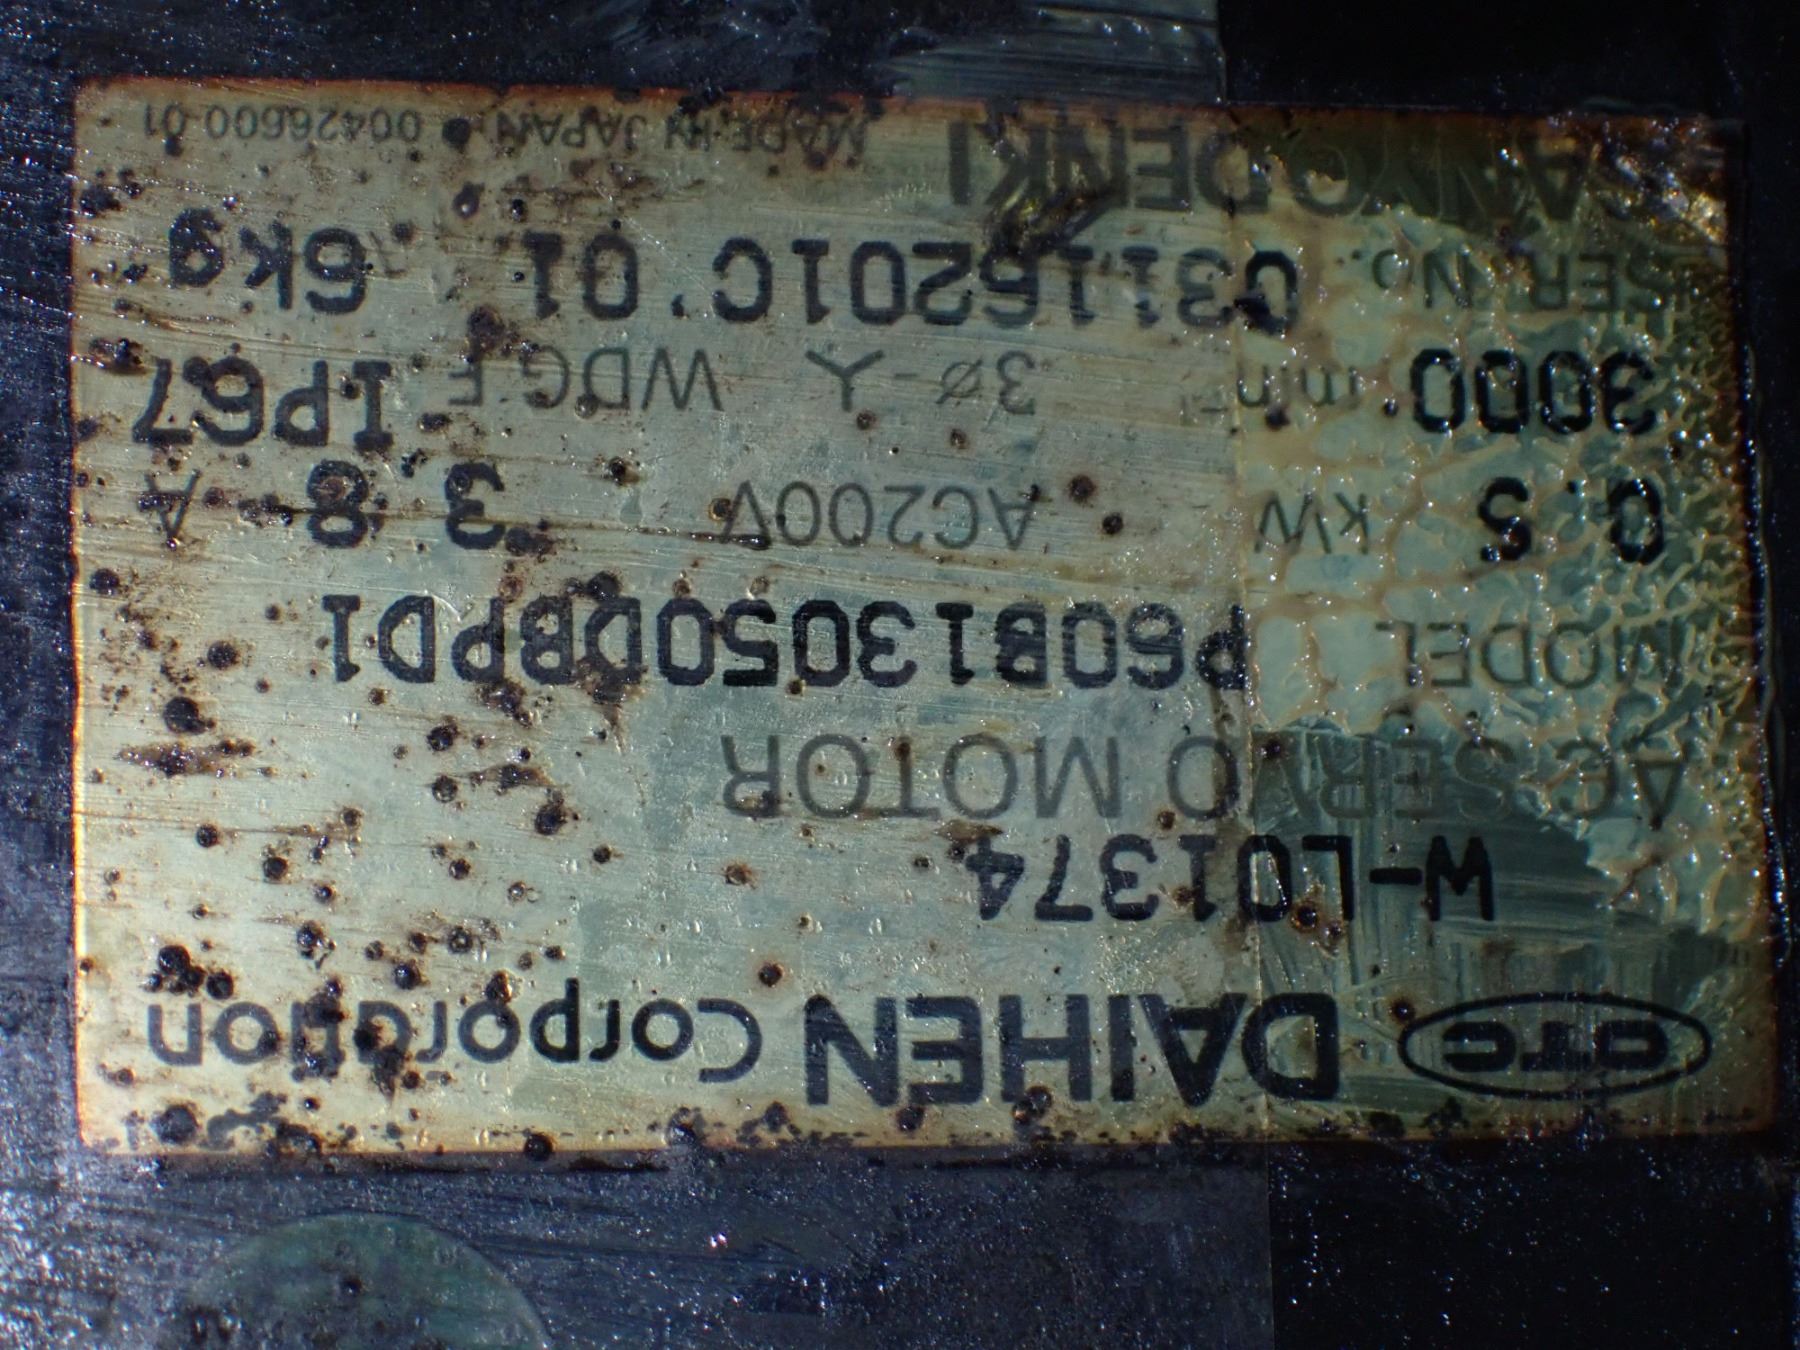 OTC DAIHEN Corporation
W-L01374
AC SERVO MOTOR
MODEL P60B13050DBPD1
0.5 kW AC200V 3.8 A
3000 min⁻¹ 3ø-Y WDG F IP67
SER.No. 03116201C'01 6kg
SANYO DENKI MADE IN JAPAN 00426600-01